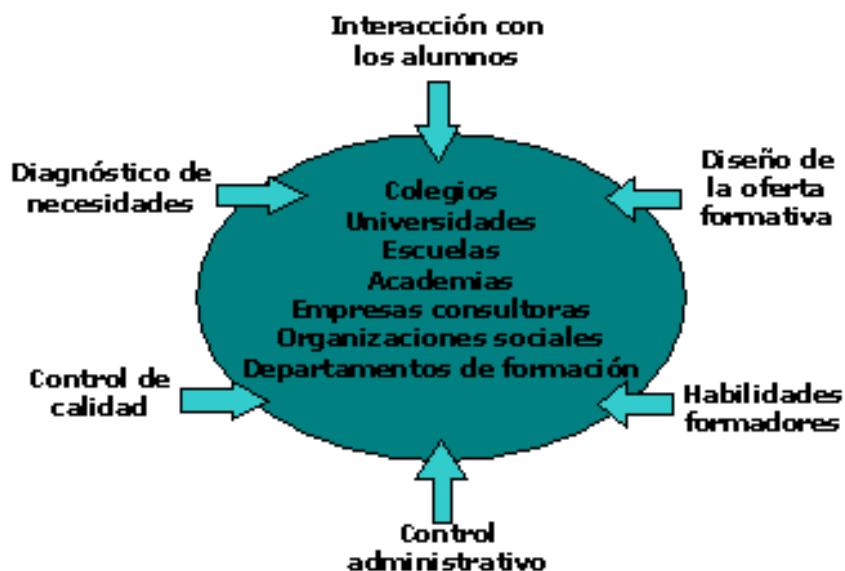 Interacción con
los alumnos
Diagnóstico de
necesidades
Diseño de
la oferta
formativa
Colegios
Universidades
Escuelas
Academias
Empresas consultoras
Organizaciones sociales
Departamentos de formación
Control de
calidad
Habilidades
formadores
Control
administrativo